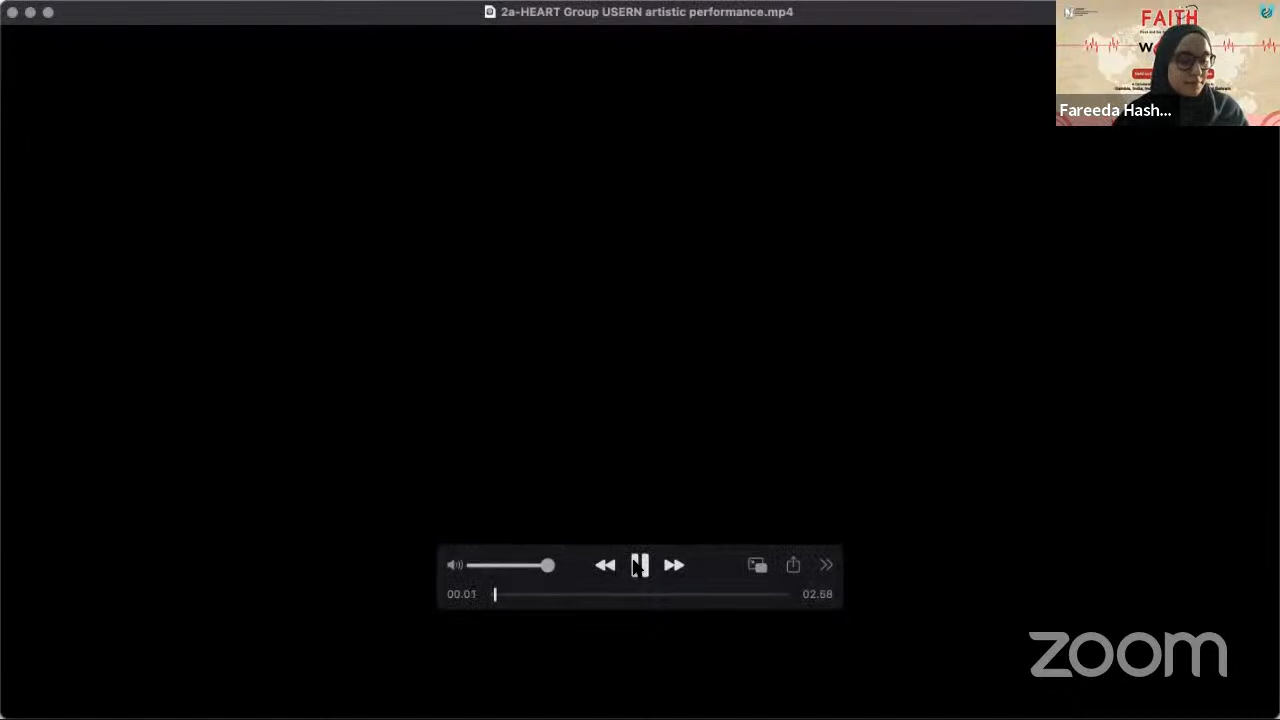 2a-HEART Group USERN artistic performance.mp4
FAITH
Fareeda Hash...
00:01
02:58
zoom